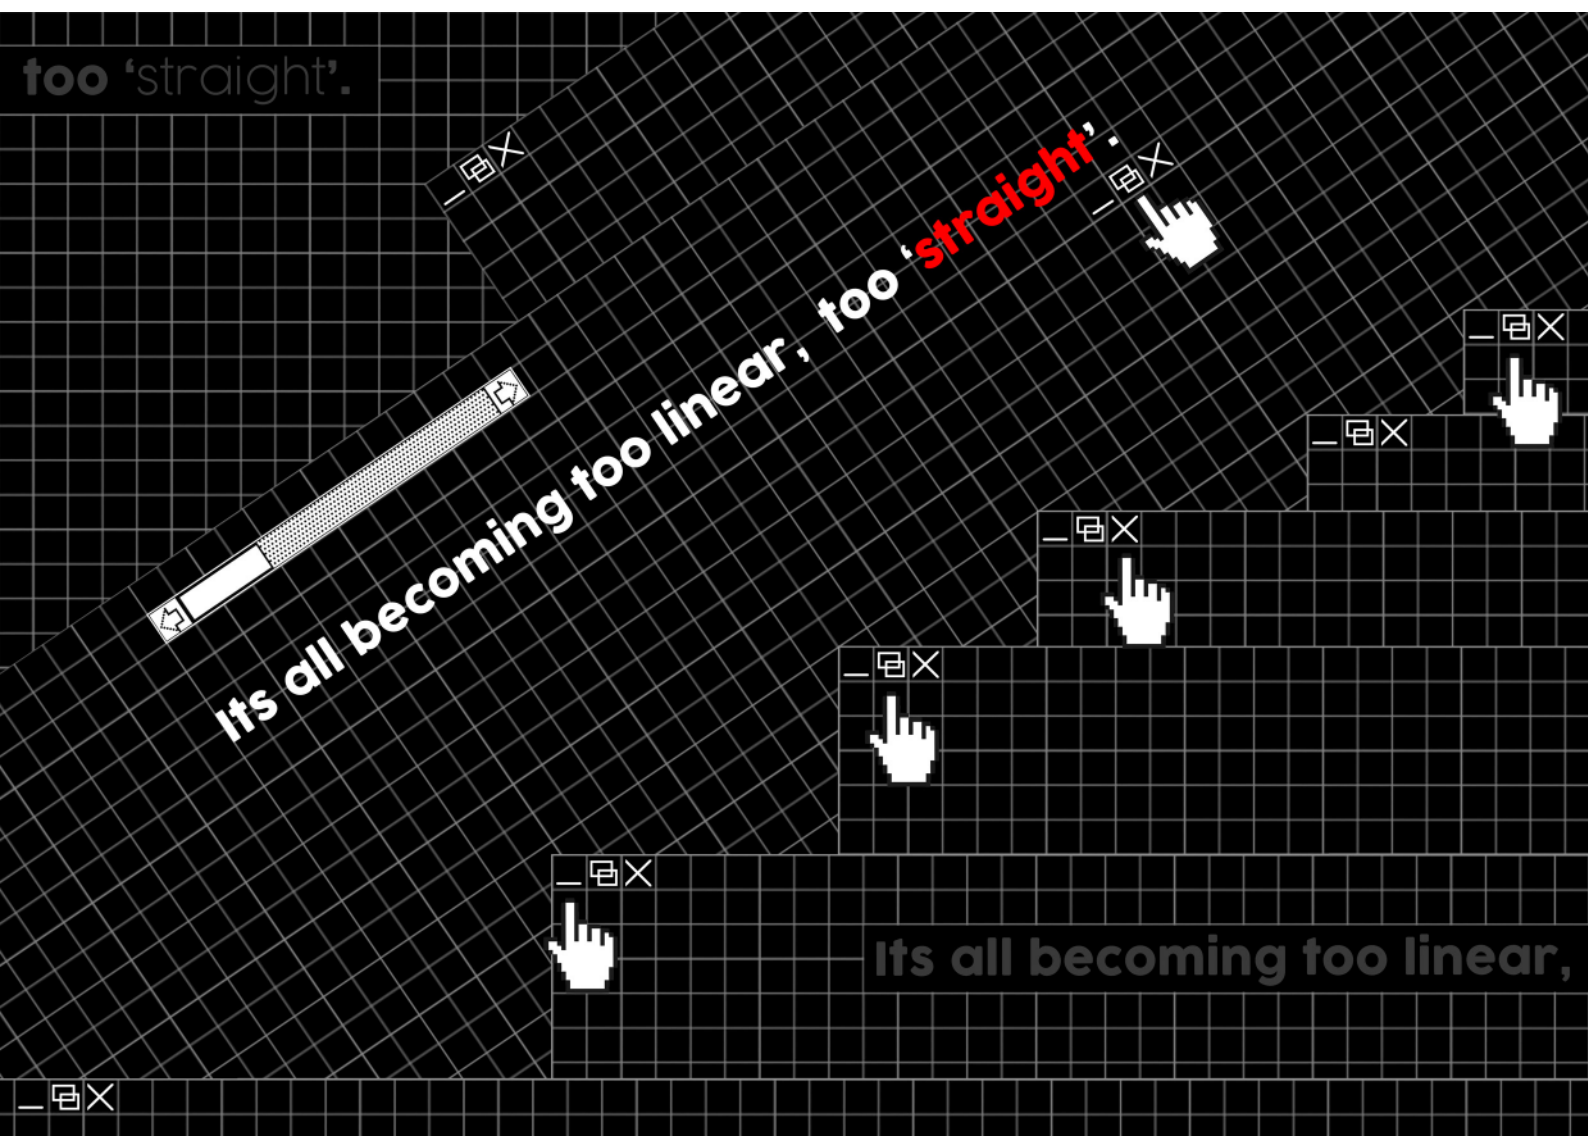 too ‘straight’.
Its all becoming too linear, too ‘straight’.
Its all becoming too linear,